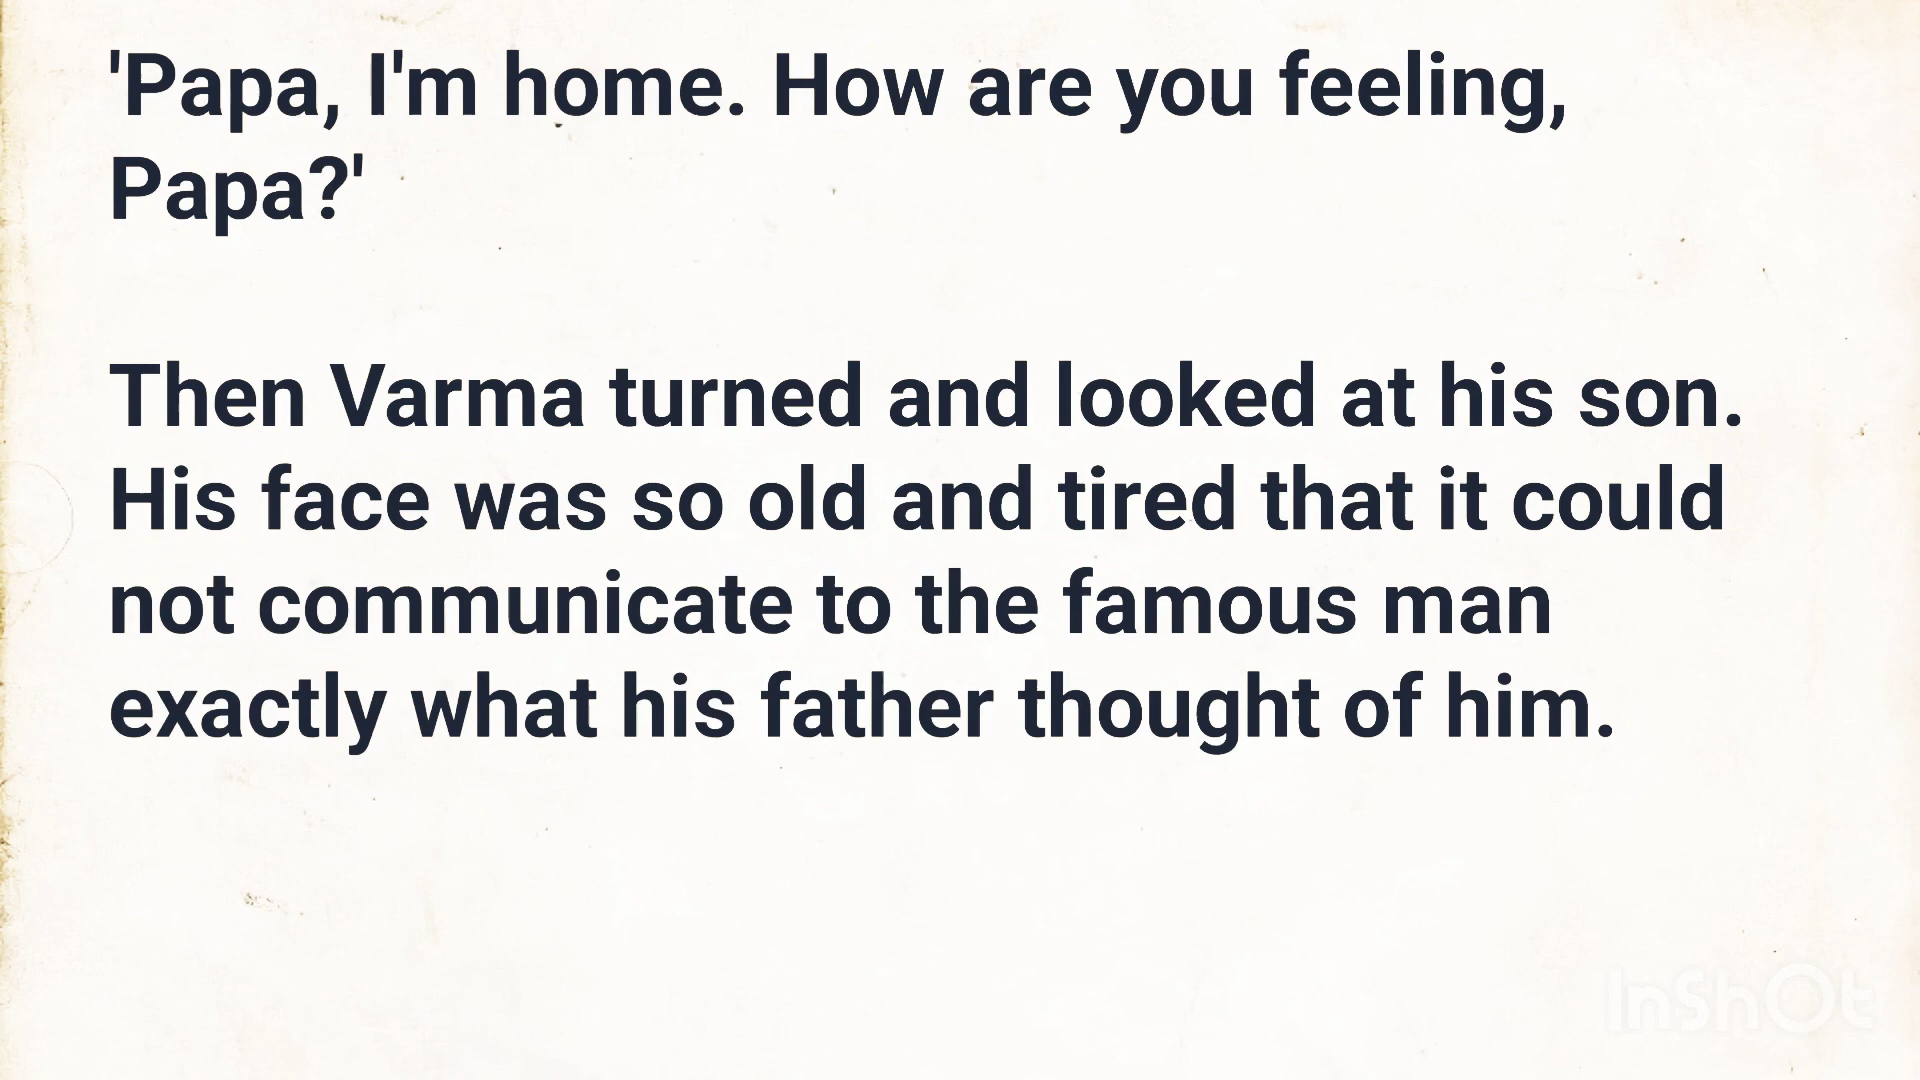 'Papa, I'm home. How are you feeling,
Papa?'
Then Varma turned and looked at his son.
His face was so old and tired that it could
not communicate to the famous man
exactly what his father thought of him.
InShOt